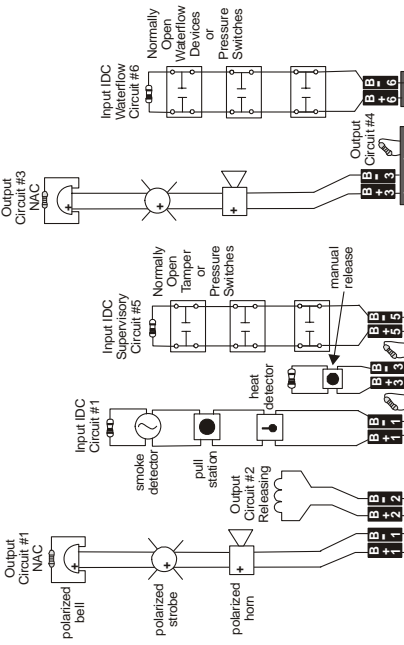 Output
Circuit #1
NAC
polarized
bell
polarized
strobe
polarized
horn
B+ 1
B- 1
Output
Circuit #2
Releasing
B+ 2
B- 2
Input IDC
Circuit #1
smoke
detector
pull
station
heat
detector
B+ 1
B- 1
manual
release
B+ 3
B- 3
Input IDC
Supervisory
Circuit #5
Normally
Open
Tamper
or
Pressure
Switches
B+ 5
B- 5
Output
Circuit #3
NAC
B+ 3
B- 3
Output
Circuit #4
Input IDC
Waterflow
Circuit #6
Normally
Open
Waterflow
Devices
or
Pressure
Switches
B+ 6
B- 6